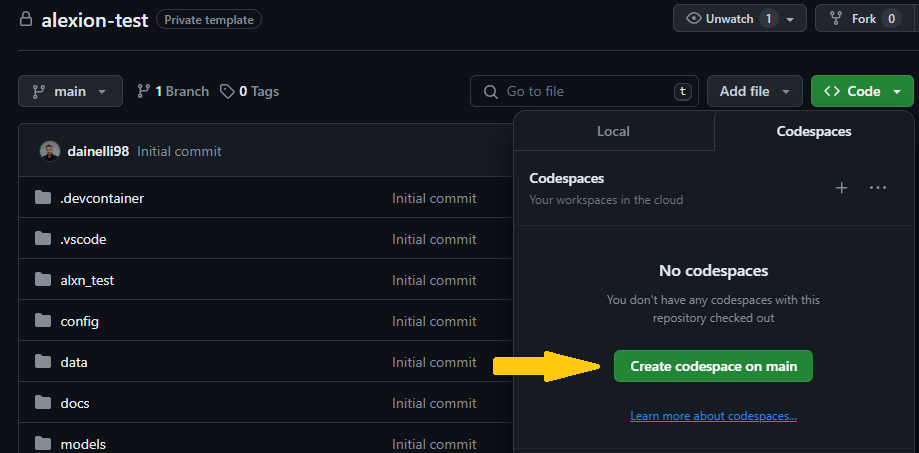 alexion-test Private template Unwatch 1 Fork 0
main 1 Branch 0 Tags Go to file t Add file <> Code
Local Codespaces
dainelli98 Initial commit
Codespaces
Your workspaces in the cloud
.devcontainer Initial commit
.vscode Initial commit
alxn_test Initial commit
config Initial commit
data Initial commit
docs Initial commit
models Initial commit
No codespaces
You don't have any codespaces with this
repository checked out
Create codespace on main
Learn more about codespaces...